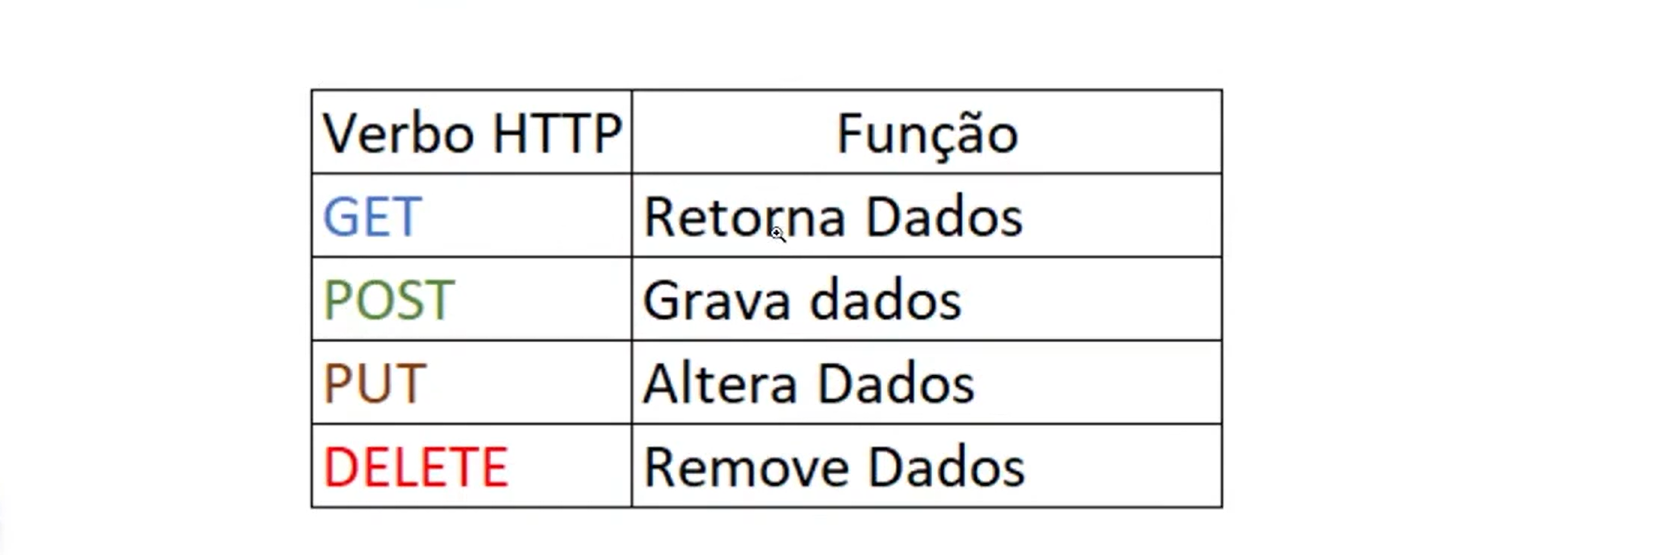 Verbo HTTP Função
GET Retorna Dados
POST Grava dados
PUT Altera Dados
DELETE Remove Dados